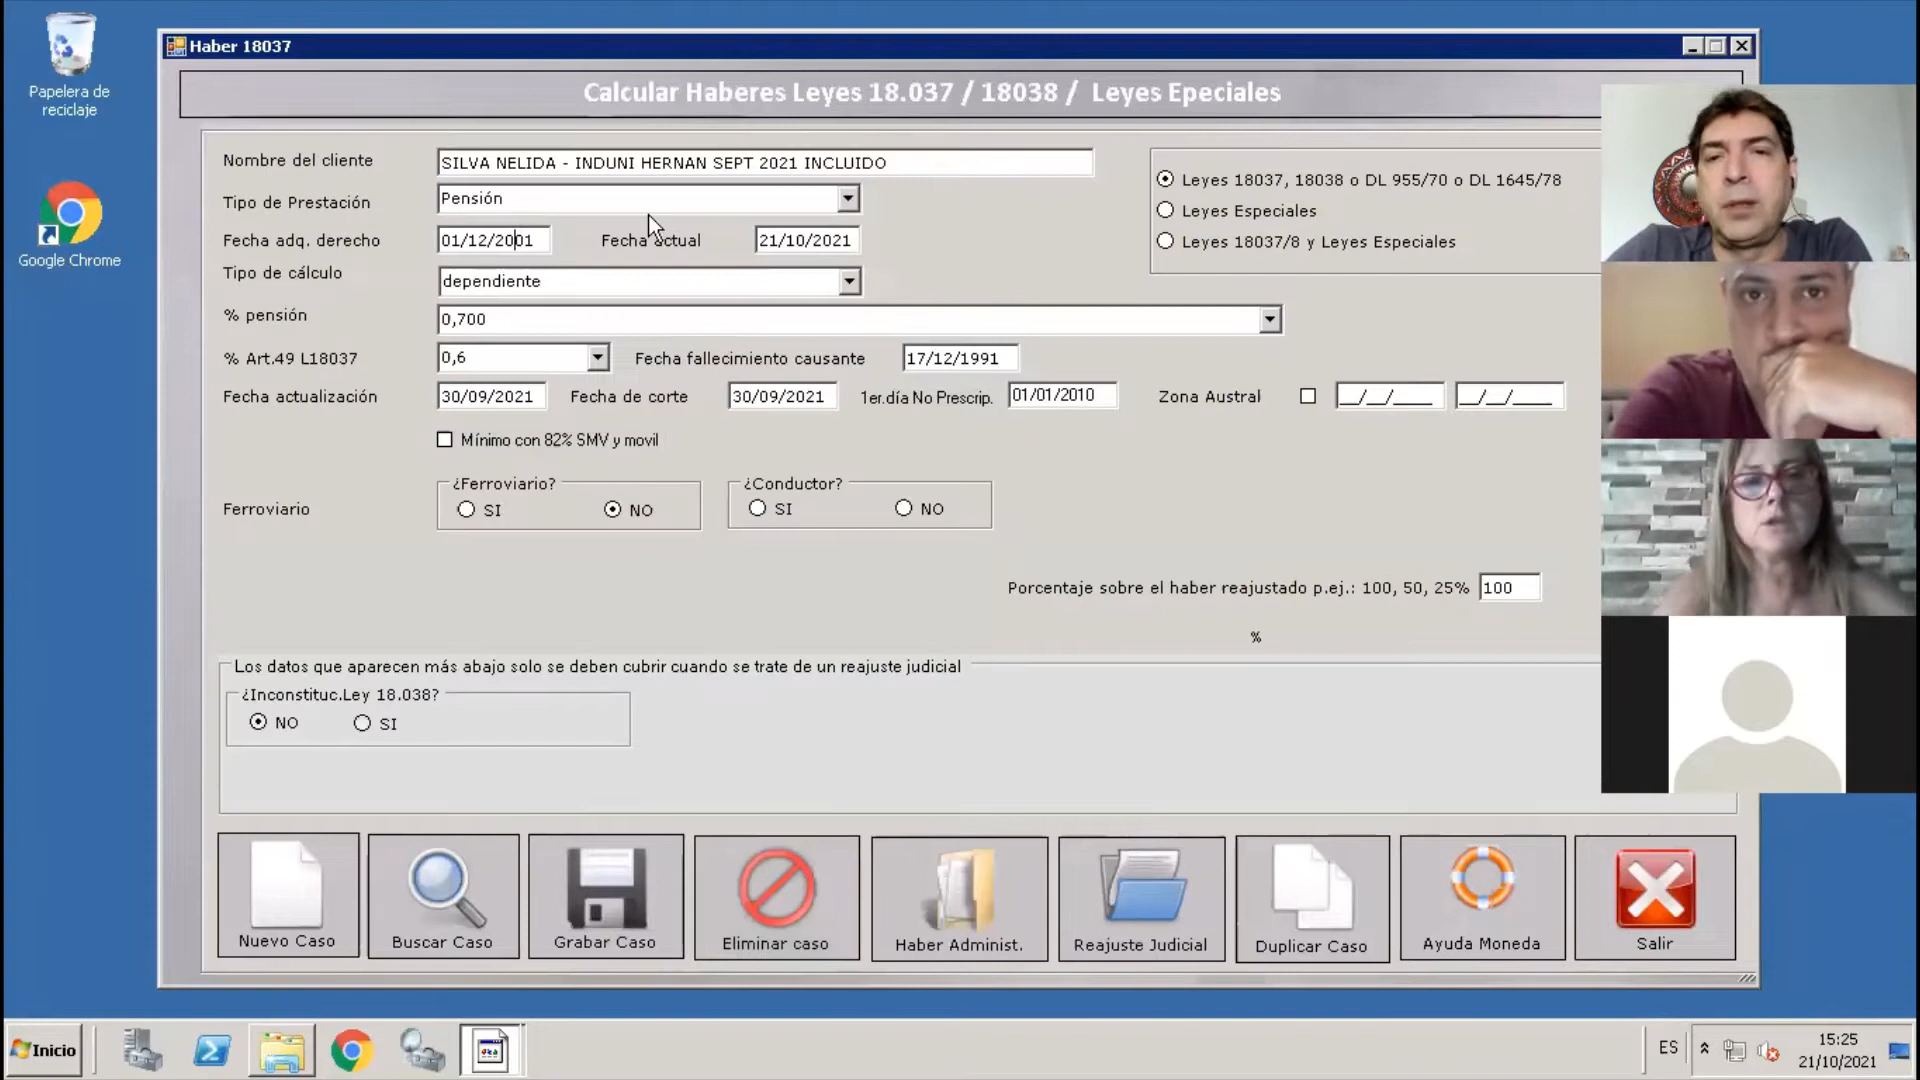 Papelera de
reciclaje
Google Chrome
Haber 18037
Calcular Haberes Leyes 18.037 / 18038 / Leyes Epeciales
Nombre del cliente SILVA NELIDA - INDUNI HERNAN SEPT 2021 INCLUIDO
Tipo de Prestación Pensión
Fecha adq. derecho 01/12/2001 Fecha actual 21/10/2021
Tipo de cálculo dependiente
% pensión 0,700
% Art.49 L18037 0,6 Fecha fallecimiento causante 17/12/1991
Fecha actualización 30/09/2021 Fecha de corte 30/09/2021 1er.día No Prescrip. 01/01/2010 Zona Austral __/__/____ __/__/____
Leyes 18037, 18038 o DL 955/70 o DL 1645/78
Leyes Especiales
Leyes 18037/8 y Leyes Especiales
Mínimo con 82% SMV y movil
Ferroviario ¿Ferroviario? SI NO ¿Conductor? SI NO
Porcentaje sobre el haber reajustado p.ej.: 100, 50, 25% 100
%
Los datos que aparecen más abajo solo se deben cubrir cuando se trate de un reajuste judicial
¿Inconstituc.Ley 18.038?
NO SI
Nuevo Caso Buscar Caso Grabar Caso Eliminar caso Haber Administ. Reajuste Judicial Duplicar Caso Ayuda Moneda Salir
Inicio
ES
15:25
21/10/2021